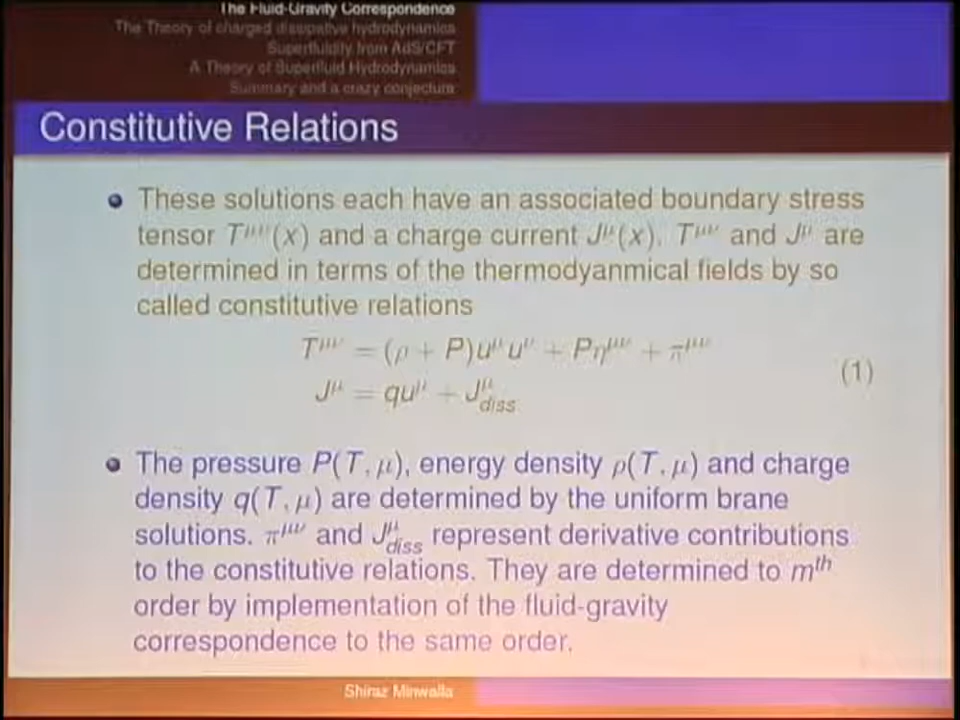 The Fluid-Gravity Correspondence
The Theory of charged dissipative hydrodynamics
Superfluidity from AdS/CFT
A Theory of Superfluid Hydrodynamics
Summary and a crazy conjecture
Constitutive Relations
• These solutions each have an associated boundary stress
tensor T^{μν}(x) and a charge current J^μ(x). T^{μν} and J^μ are
determined in terms of the thermodyanmical fields by so
called constitutive relations
T^{μν} = (ρ + P)u^μ u^ν + Pη^{μν} + π^{μν}
J^μ = qu^μ + J^μ_{diss}
(1)
• The pressure P(T, μ), energy density ρ(T, μ) and charge
density q(T, μ) are determined by the uniform brane
solutions. π^{μν} and J^μ_{diss} represent derivative contributions
to the constitutive relations. They are determined to m^{th}
order by implementation of the fluid-gravity
correspondence to the same order.
Shiraz Minwalla